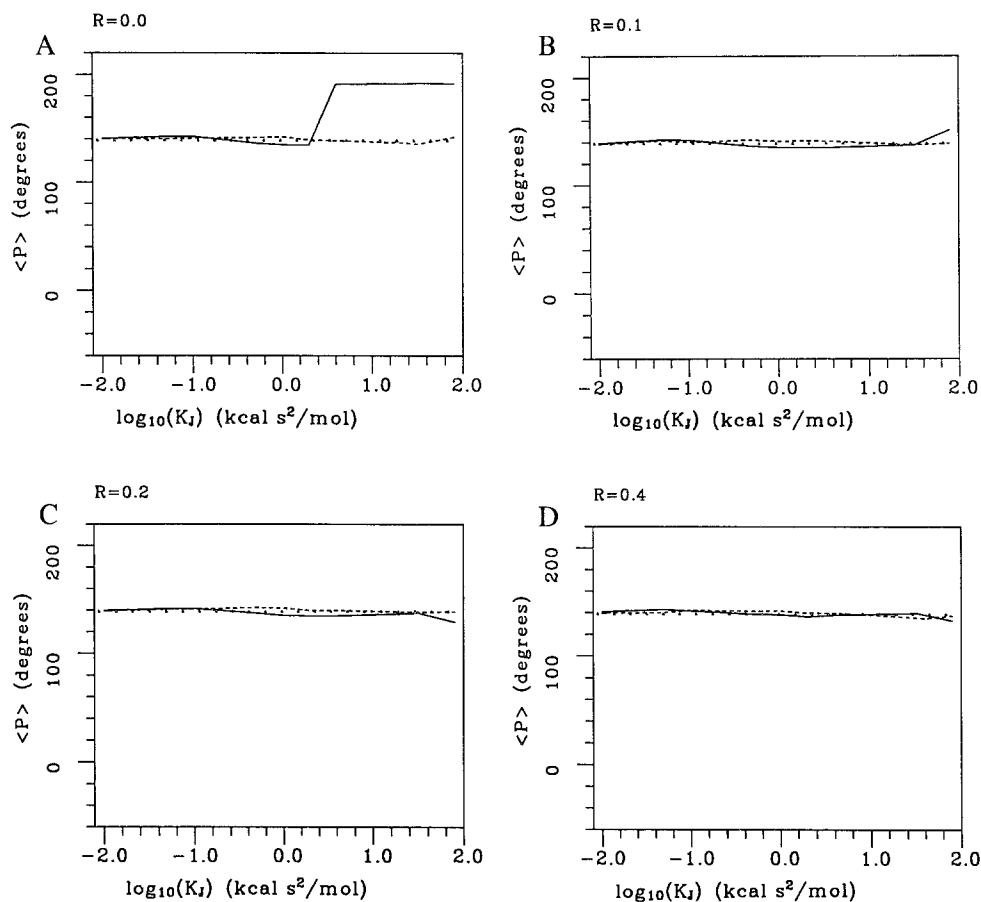 R=0.0
A
200
100
0
<P> (degrees)
-2.0 -1.0 0.0 1.0 2.0
log₁₀(K_J) (kcal s²/mol)
R=0.1
B
200
100
0
<P> (degrees)
-2.0 -1.0 0.0 1.0 2.0
log₁₀(K_J) (kcal s²/mol)
R=0.2
C
200
100
0
<P> (degrees)
-2.0 -1.0 0.0 1.0 2.0
log₁₀(K_J) (kcal s²/mol)
R=0.4
D
200
100
0
<P> (degrees)
-2.0 -1.0 0.0 1.0 2.0
log₁₀(K_J) (kcal s²/mol)